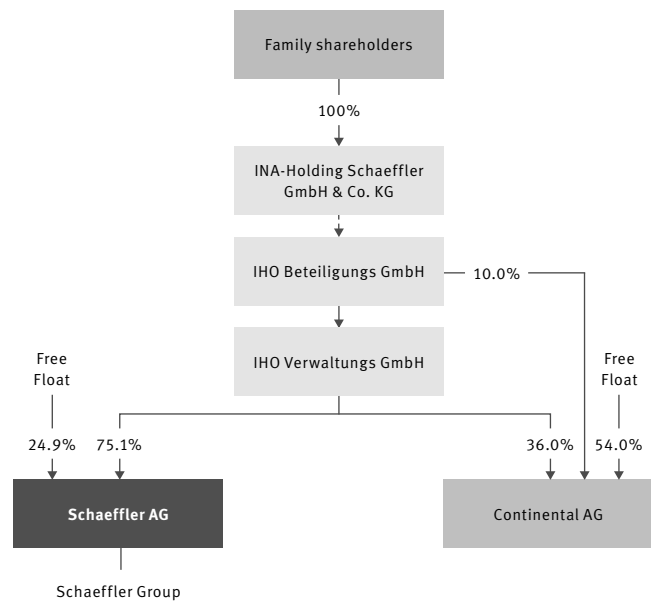 Family shareholders
100%
INA-Holding Schaeffler
GmbH & Co. KG
IHO Beteiligungs GmbH
10.0%
IHO Verwaltungs GmbH
Free
Float
Free
Float
24.9%
75.1%
36.0%
54.0%
Schaeffler AG
Continental AG
Schaeffler Group